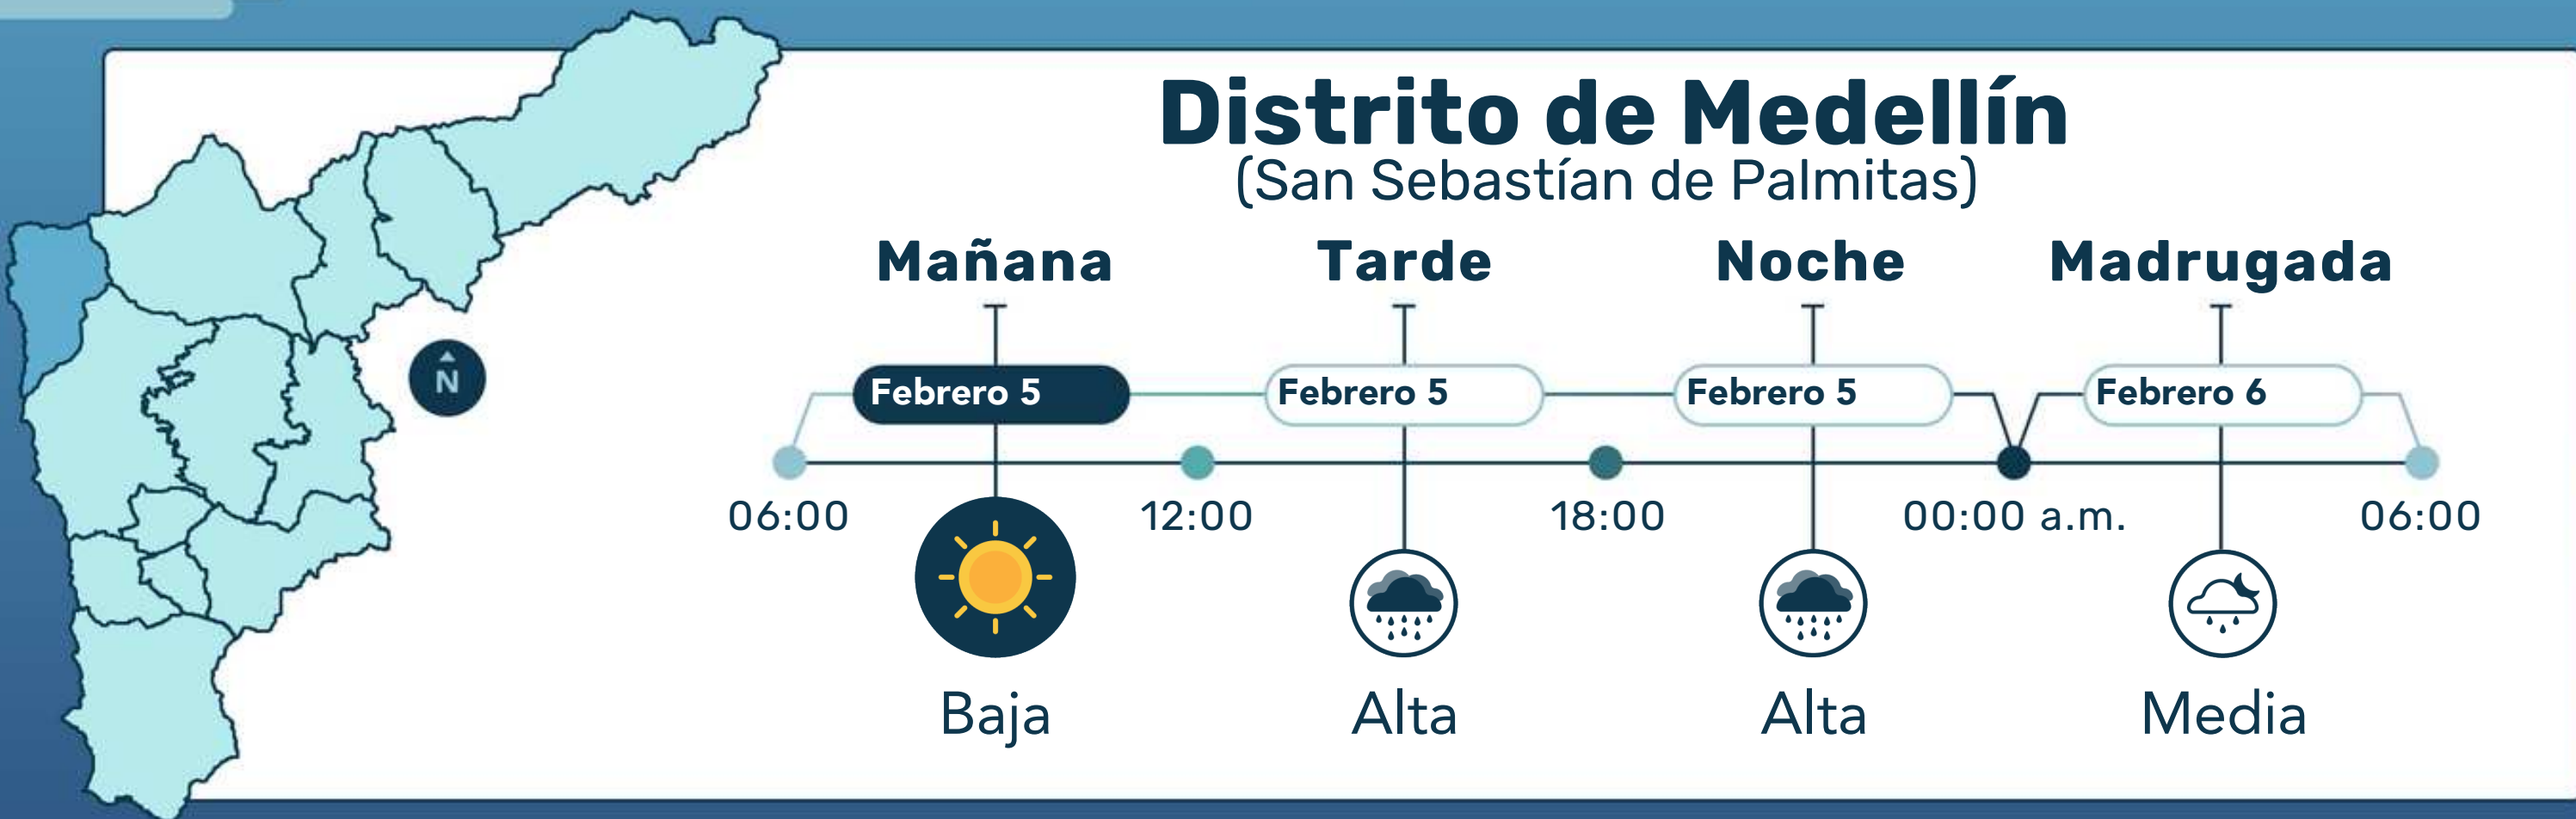 Distrito de Medellín
(San Sebastían de Palmitas)
Mañana Tarde Noche Madrugada
Febrero 5 Febrero 5 Febrero 5 Febrero 6
N
06:00 12:00 18:00 00:00 a.m. 06:00
Baja Alta Alta Media